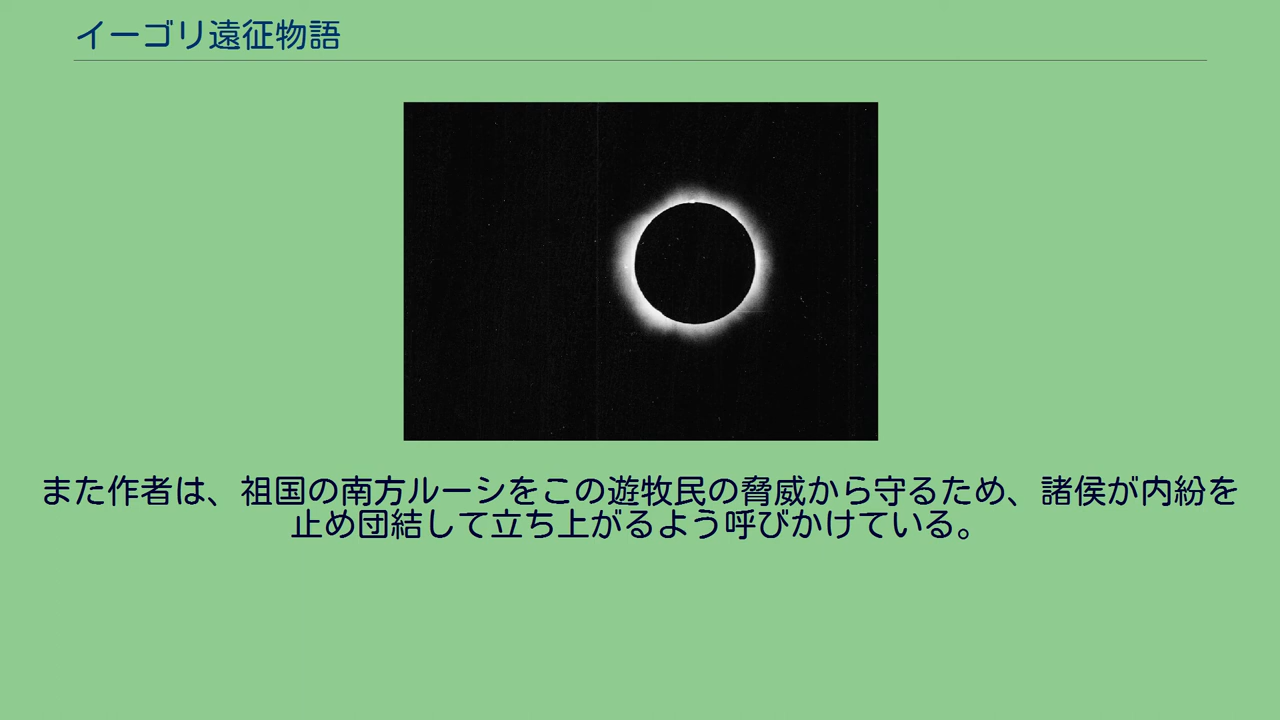 イーゴリ遠征物語
また作者は、祖国の南方ルーシをこの遊牧民の脅威から守るため、諸侯が内紛を
止め団結して立ち上がるよう呼びかけている。